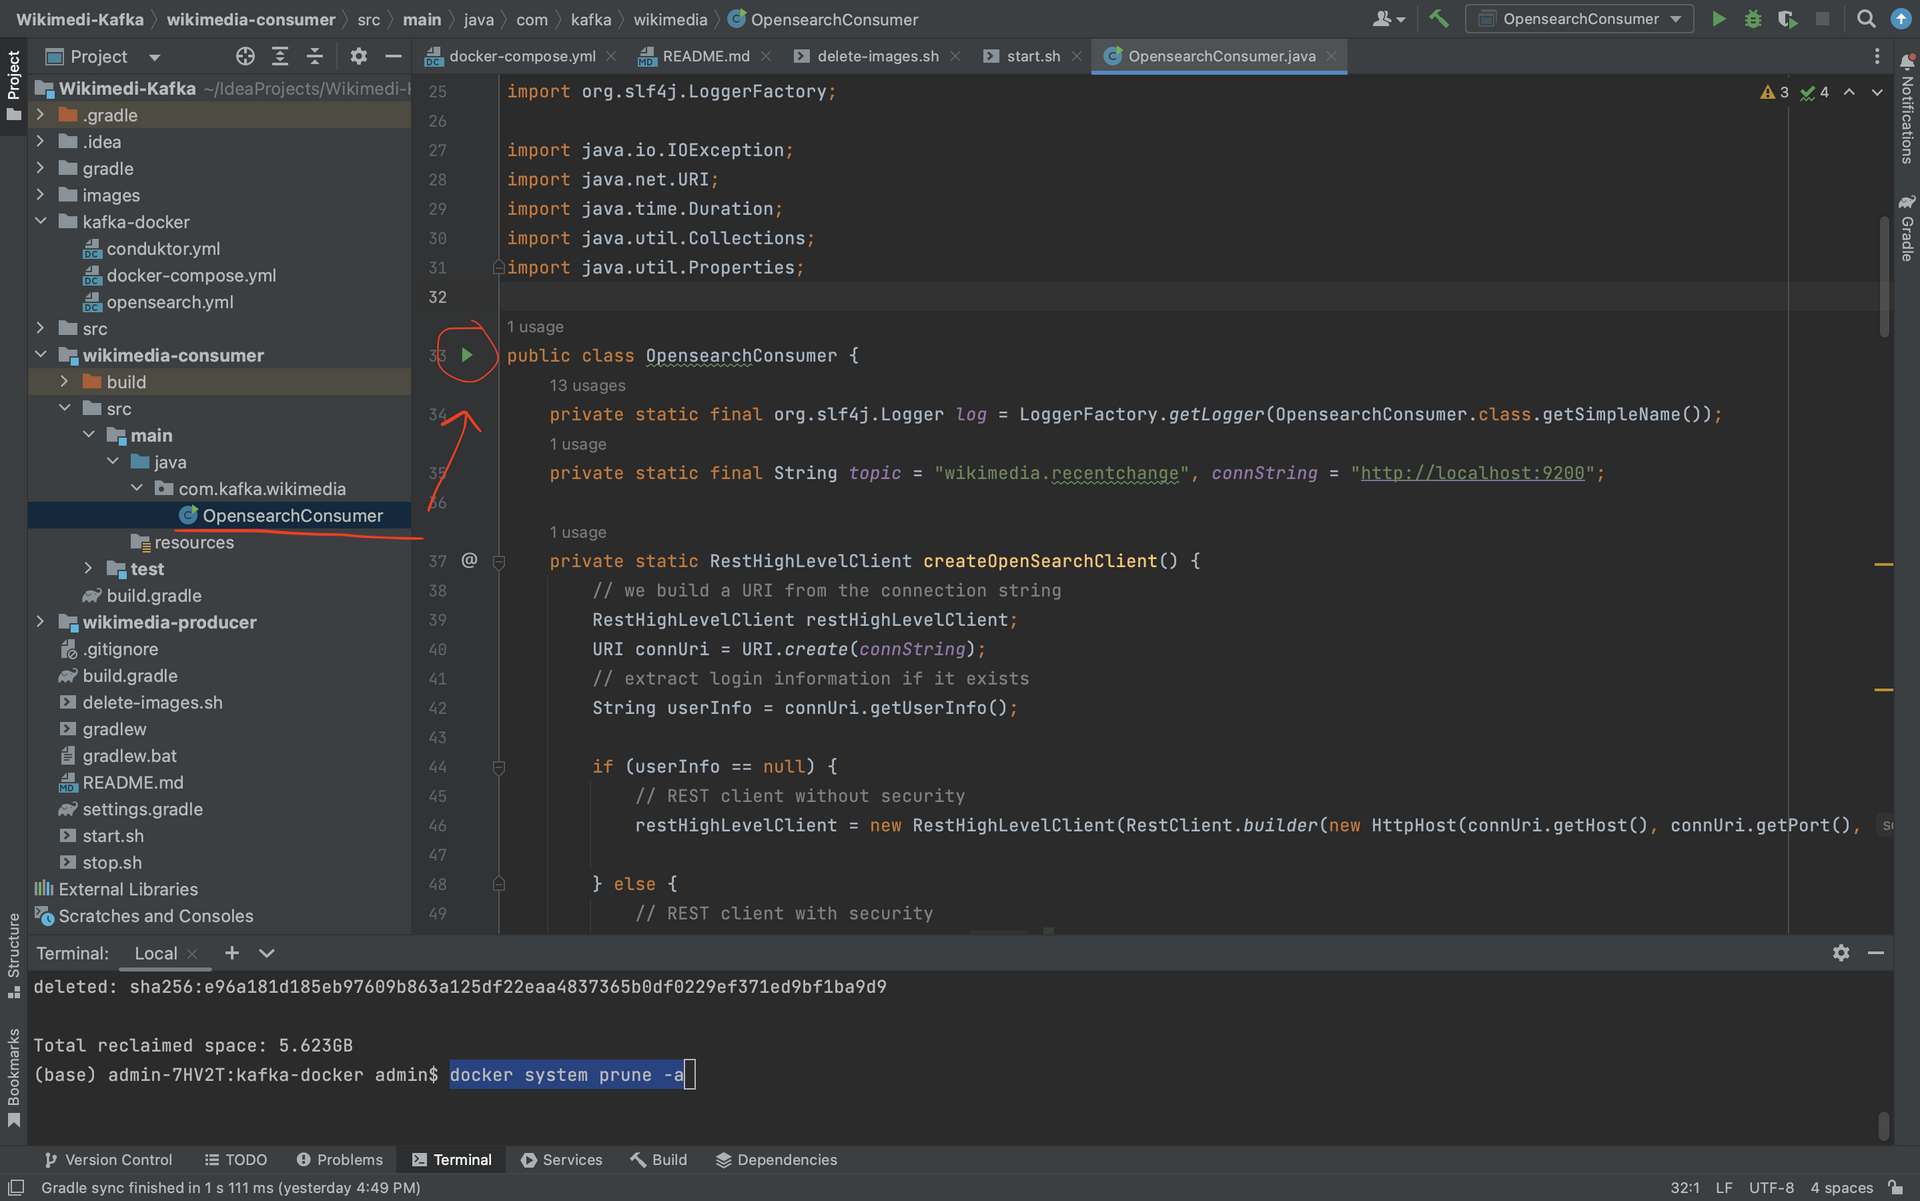 Wikimedi-Kafka wikimedia-consumer src main java com kafka wikimedia OpensearchConsumer
OpensearchConsumer
Project
docker-compose.yml
README.md
delete-images.sh
start.sh
OpensearchConsumer.java
Project
Notifications
Gradle
Structure
Bookmarks
Wikimedi-Kafka ~/IdeaProjects/Wikimedi-
.gradle
.idea
gradle
images
kafka-docker
conduktor.yml
docker-compose.yml
opensearch.yml
src
wikimedia-consumer
build
src
main
java
com.kafka.wikimedia
OpensearchConsumer
resources
test
build.gradle
wikimedia-producer
.gitignore
build.gradle
delete-images.sh
gradlew
gradlew.bat
README.md
settings.gradle
start.sh
stop.sh
External Libraries
Scratches and Consoles
3 4
25 import org.slf4j.LoggerFactory;
26
27 import java.io.IOException;
28 import java.net.URI;
29 import java.time.Duration;
30 import java.util.Collections;
31 import java.util.Properties;
32
1 usage
33 public class OpensearchConsumer {
13 usages
34 private static final org.slf4j.Logger log = LoggerFactory.getLogger(OpensearchConsumer.class.getSimpleName());
1 usage
35 private static final String topic = "wikimedia.recentchange", connString = "http://localhost:9200";
36
1 usage
37 @ private static RestHighLevelClient createOpenSearchClient() {
38 // we build a URI from the connection string
39 RestHighLevelClient restHighLevelClient;
40 URI connUri = URI.create(connString);
41 // extract login information if it exists
42 String userInfo = connUri.getUserInfo();
43
44 if (userInfo == null) {
45 // REST client without security
46 restHighLevelClient = new RestHighLevelClient(RestClient.builder(new HttpHost(connUri.getHost(), connUri.getPort(),
47
48 } else {
49 // REST client with security
Terminal: Local
deleted: sha256:e96a181d185eb97609b863a125df22eaa4837365b0df0229ef371ed9bf1ba9d9
Total reclaimed space: 5.623GB
(base) admin-7HV2T:kafka-docker admin$ docker system prune -a
Version Control TODO Problems Terminal Services Build Dependencies
Gradle sync finished in 1 s 111 ms (yesterday 4:49 PM)
32:1 LF UTF-8 4 spaces